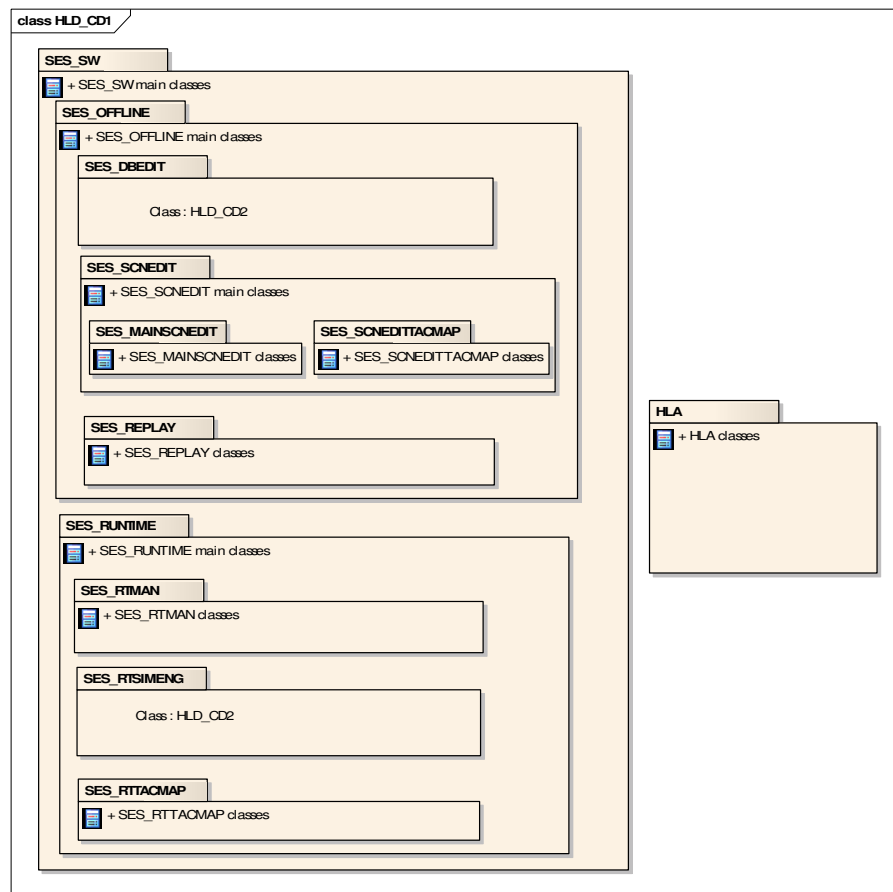 class HLD_CD1
SES_SW
+ SES_SW main classes
SES_OFFLINE
+ SES_OFFLINE main classes
SES_DBEDIT
Class : HLD_CD2
SES_SCNEDIT
+ SES_SCNEDIT main classes
SES_MAINSCNEDIT
+ SES_MAINSCNEDIT classes
SES_SCNEDITTACMAP
+ SES_SCNEDITTACMAP classes
SES_REPLAY
+ SES_REPLAY classes
HLA
+ HLA classes
SES_RUNTIME
+ SES_RUNTIME main classes
SES_RTMAN
+ SES_RTMAN classes
SES_RTSIMENG
Class : HLD_CD2
SES_RTTACMAP
+ SES_RTTACMAP classes